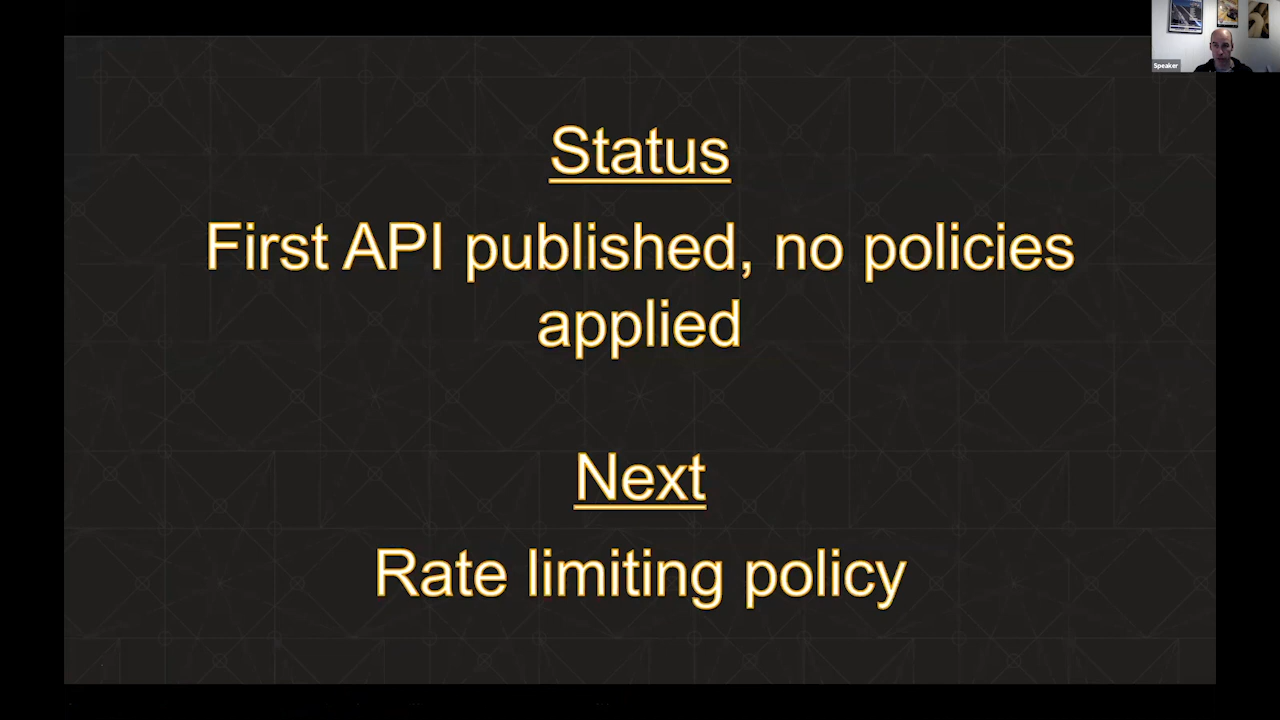 Speaker
Status
First API published, no policies
applied
Next
Rate limiting policy